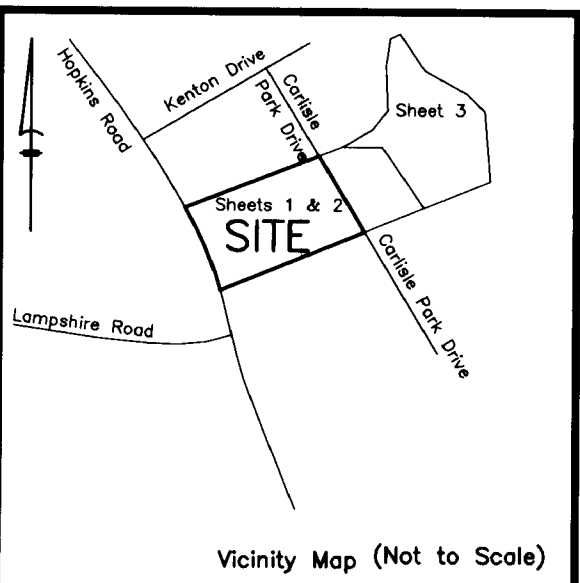 Hopkins Road
Kenton Drive
Carlisle
Park Drive
Sheet 3
Sheets 1 & 2
SITE
Carlisle Park Drive
Lampshire Road
Vicinity Map (Not to Scale)